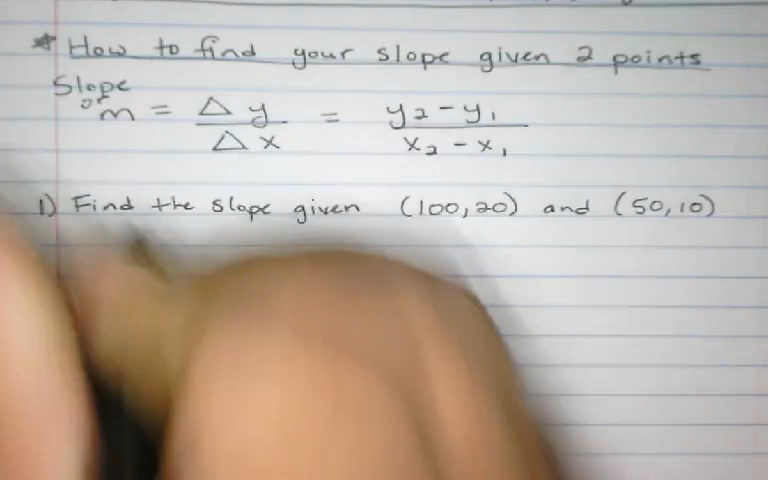 * How to find your slope given 2 points
Slope
or m = Δy / Δx = y₂ - y₁ / x₂ - x₁
1) Find the slope given (100,20) and (50,10)